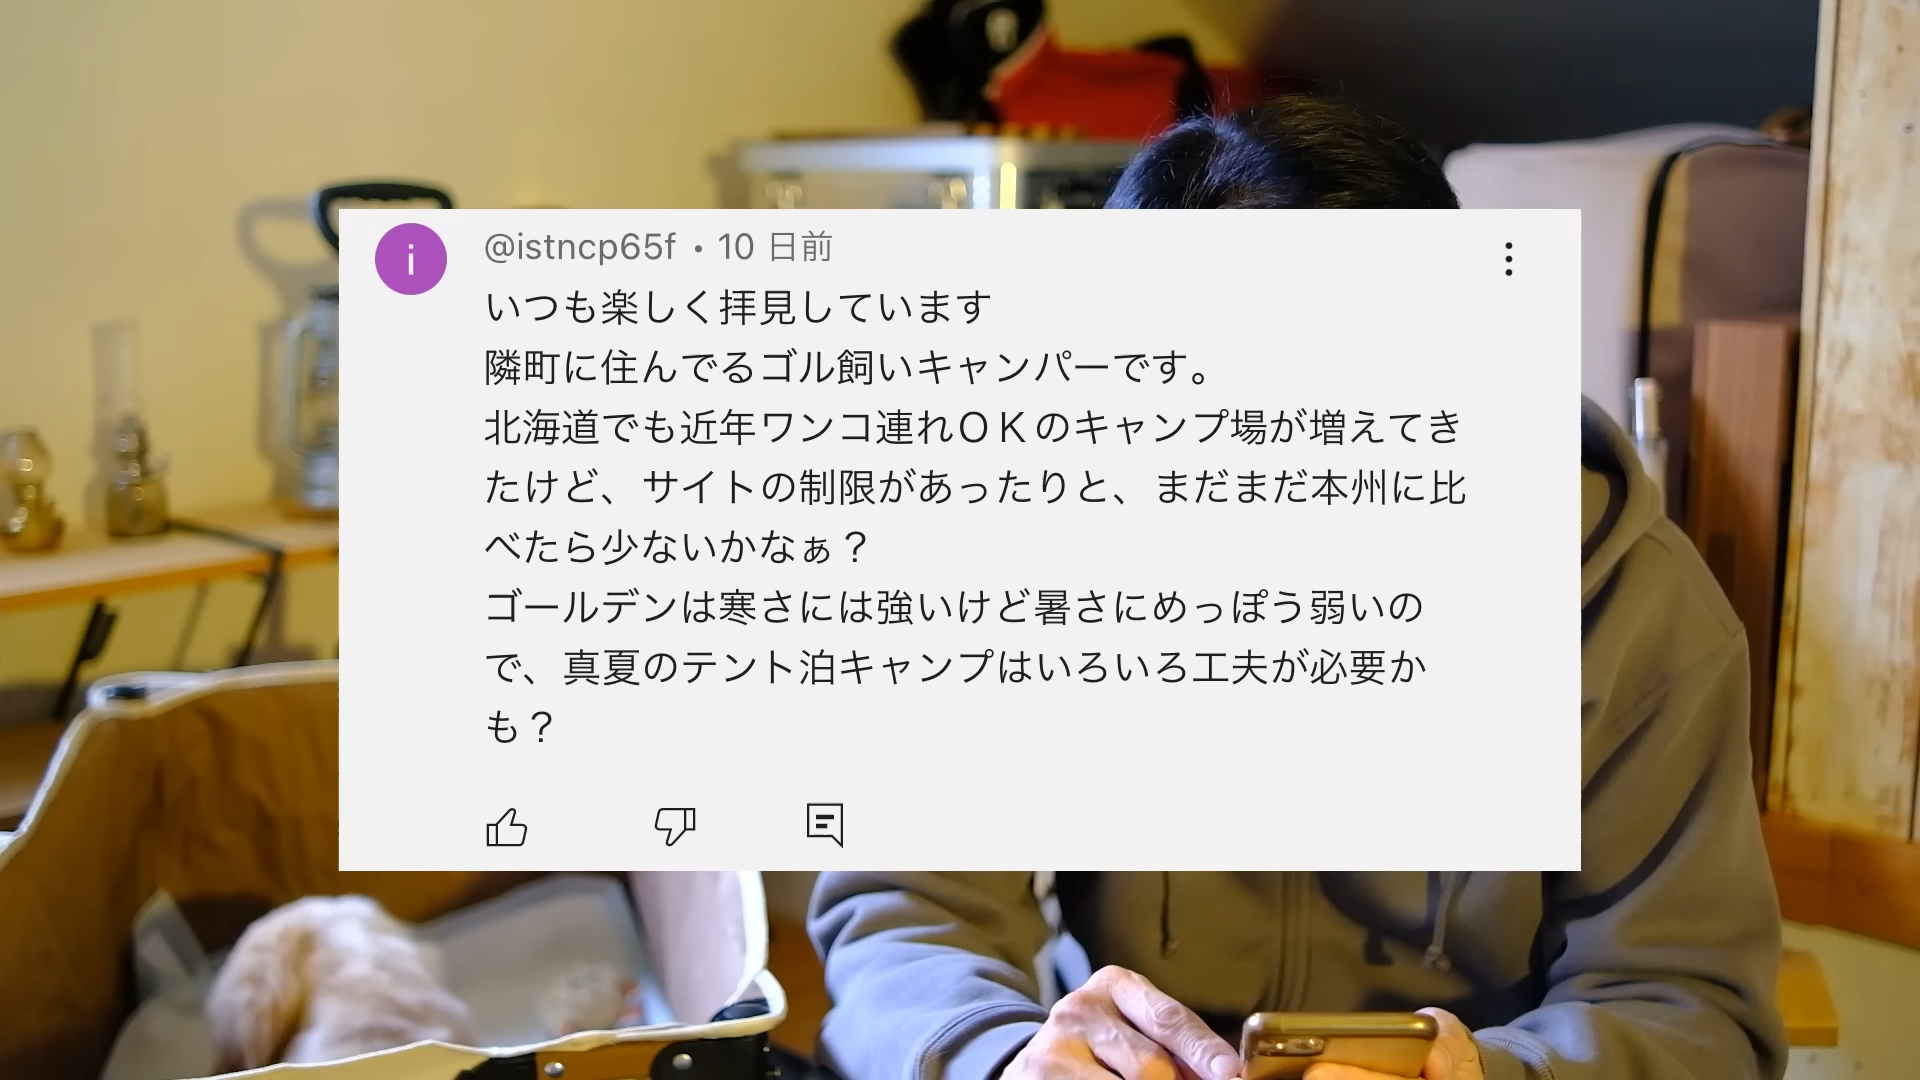 i
@istncp65f・10 日前
いつも楽しく拝見しています
隣町に住んでるゴル飼いキャンパーです。
北海道でも近年ワンコ連れＯＫのキャンプ場が増えてき
たけど、サイトの制限があったりと、まだまだ本州に比
べたら少ないかなぁ？
ゴールデンは寒さには強いけど暑さにめっぽう弱いの
で、真夏のテント泊キャンプはいろいろ工夫が必要か
も？